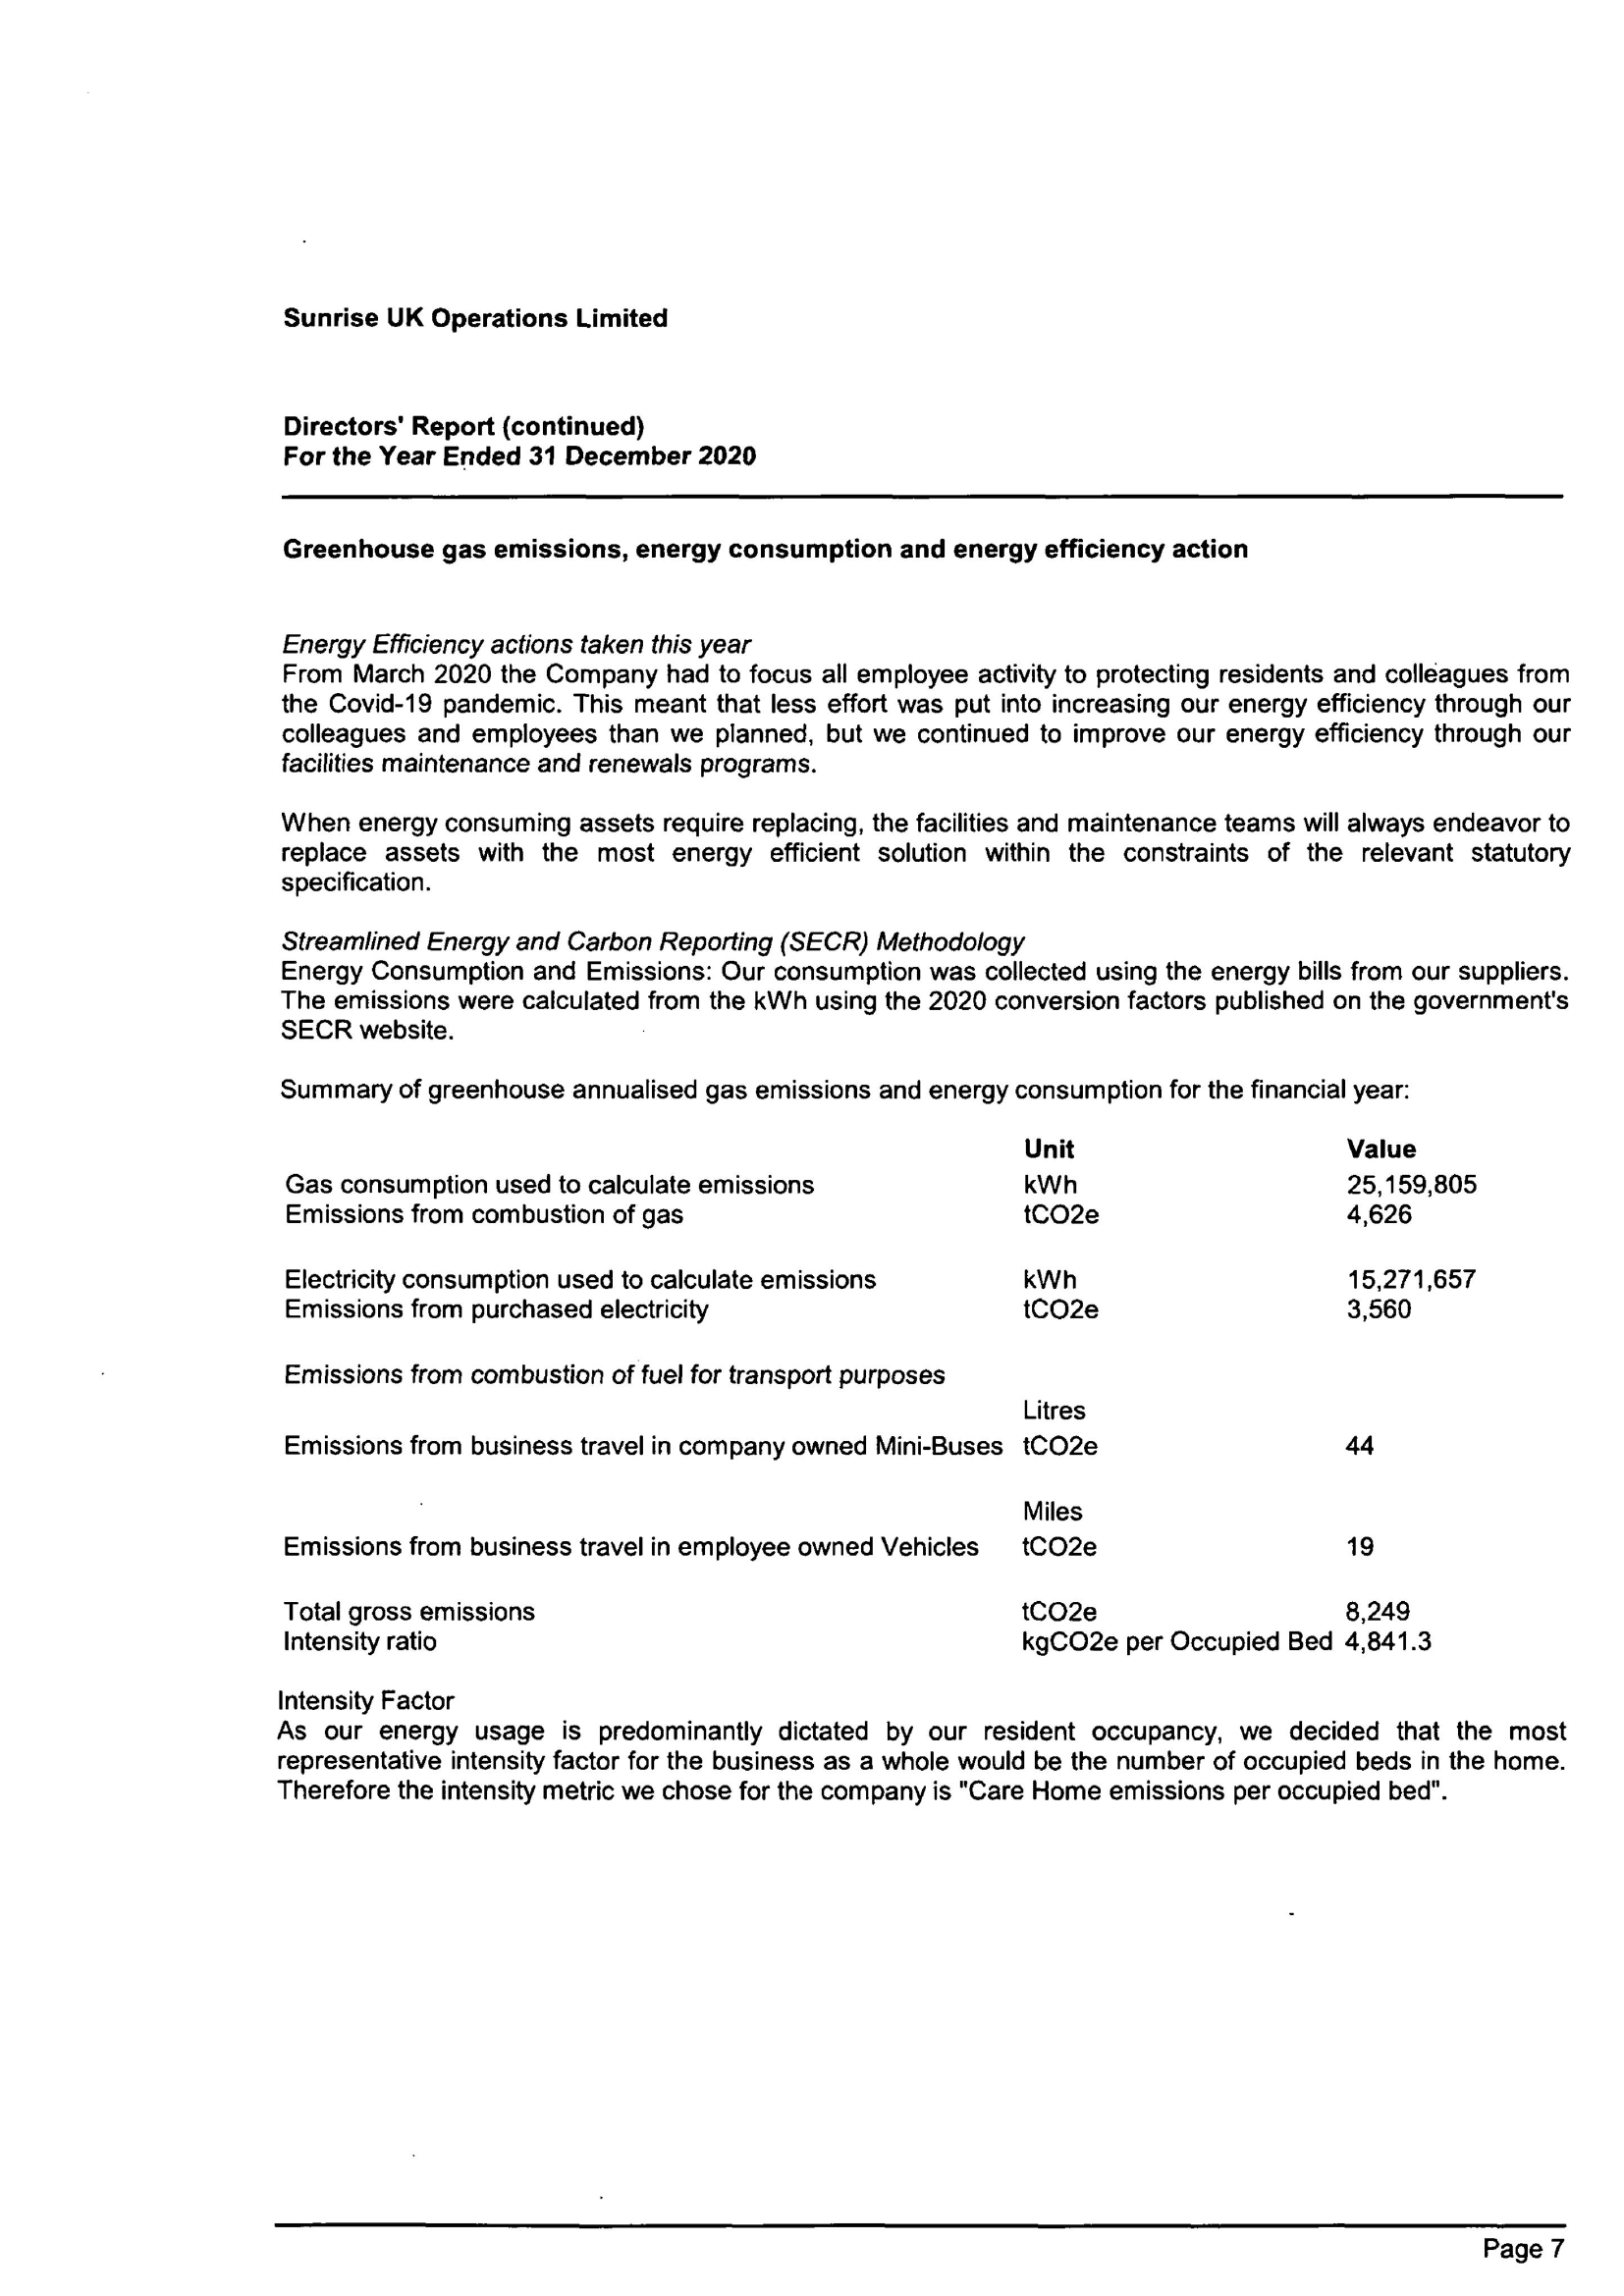 Sunrise UK Operations Limited
Directors' Report (continued)
For the Year Ended 31 December 2020
Greenhouse gas emissions, energy consumption and energy efficiency action
Energy Efficiency actions taken this year
From March 2020 the Company had to focus all employee activity to protecting residents and colleagues from
the Covid-19 pandemic. This meant that less effort was put into increasing our energy efficiency through our
colleagues and employees than we planned, but we continued to improve our energy efficiency through our
facilities maintenance and renewals programs.
When energy consuming assets require replacing, the facilities and maintenance teams will always endeavor to
replace assets with the most energy efficient solution within the constraints of the relevant statutory
specification.
Streamlined Energy and Carbon Reporting (SECR) Methodology
Energy Consumption and Emissions: Our consumption was collected using the energy bills from our suppliers.
The emissions were calculated from the kWh using the 2020 conversion factors published on the government's
SECR website.
Summary of greenhouse annualised gas emissions and energy consumption for the financial year:
Unit Value
Gas consumption used to calculate emissions kWh 25,159,805
Emissions from combustion of gas tCO2e 4,626
Electricity consumption used to calculate emissions kWh 15,271,657
Emissions from purchased electricity tCO2e 3,560
Emissions from combustion of fuel for transport purposes
Litres
Emissions from business travel in company owned Mini-Buses tCO2e 44
Miles
Emissions from business travel in employee owned Vehicles tCO2e 19
Total gross emissions tCO2e 8,249
Intensity ratio kgCO2e per Occupied Bed 4,841.3
Intensity Factor
As our energy usage is predominantly dictated by our resident occupancy, we decided that the most
representative intensity factor for the business as a whole would be the number of occupied beds in the home.
Therefore the intensity metric we chose for the company is "Care Home emissions per occupied bed".
Page 7